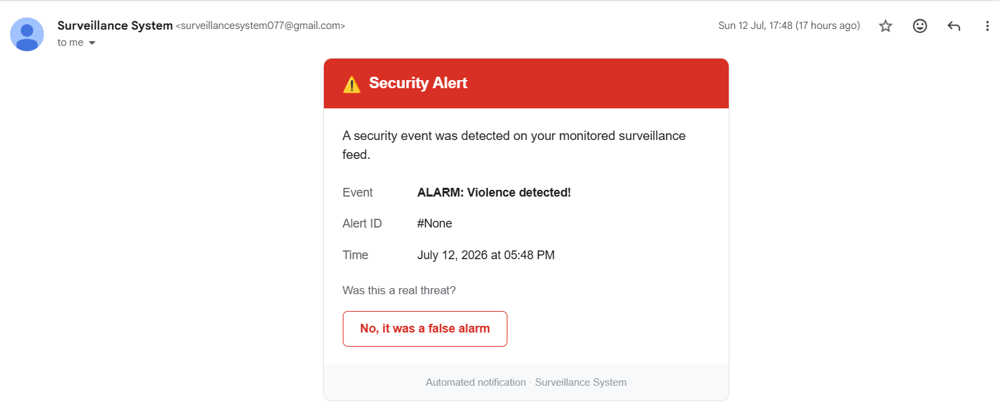 Surveillance System <surveillancesystem077@gmail.com>
Sun 12 Jul, 17:48 (17 hours ago)
to me
Security Alert
A security event was detected on your monitored surveillance
feed.
Event ALARM: Violence detected!
Alert ID #None
Time July 12, 2026 at 05:48 PM
Was this a real threat?
No, it was a false alarm
Automated notification · Surveillance System